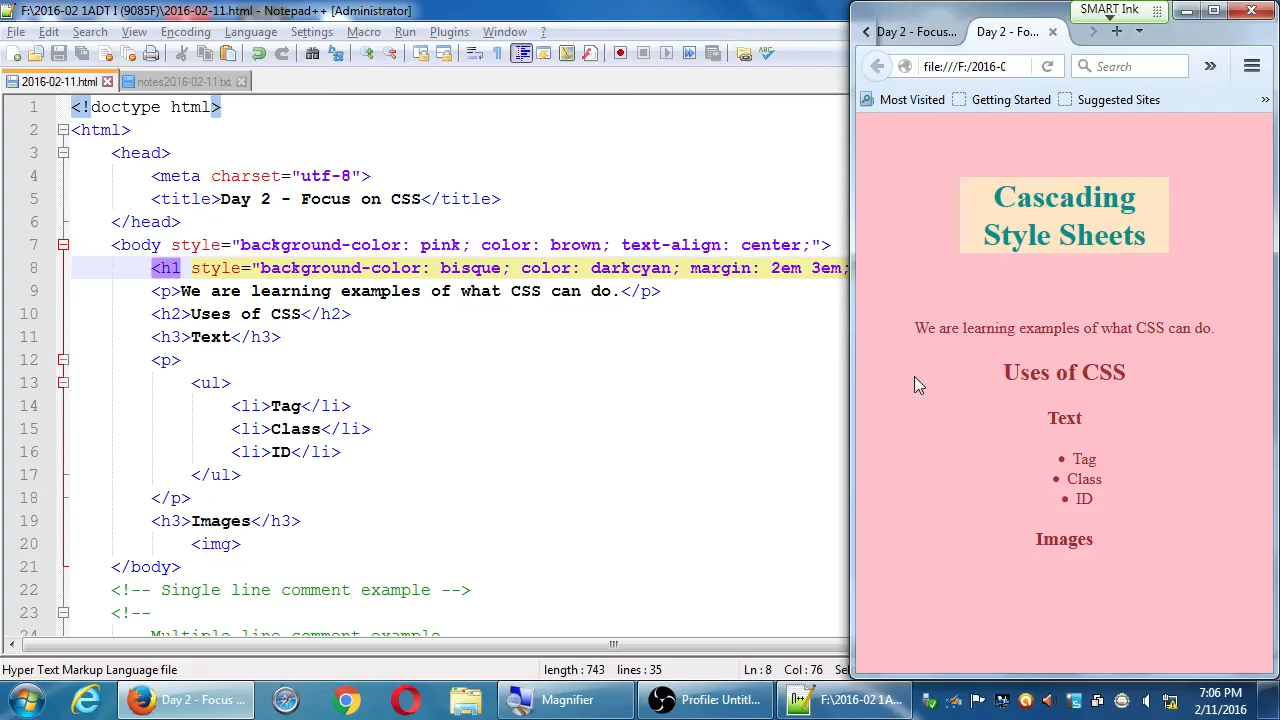 F:\2016-02 1ADT I (9085F)\2016-02-11.html - Notepad++ [Administrator]
File Edit Search View Encoding Language Settings Macro Run Plugins Window ?
2016-02-11.html notes2016-02-11.txt
1 <!doctype html>
2 <html>
3 <head>
4 <meta charset="utf-8">
5 <title>Day 2 - Focus on CSS</title>
6 </head>
7 <body style="background-color: pink; color: brown; text-align: center;">
8 <h1 style="background-color: bisque; color: darkcyan; margin: 2em 3em;
9 <p>We are learning examples of what CSS can do.</p>
10 <h2>Uses of CSS</h2>
11 <h3>Text</h3>
12 <p>
13 <ul>
14 <li>Tag</li>
15 <li>Class</li>
16 <li>ID</li>
17 </ul>
18 </p>
19 <h3>Images</h3>
20 <img>
21 </body>
22 <!-- Single line comment example -->
23 <!--
24 Multiple line comment example
Hyper Text Markup Language file length : 743 lines : 35 Ln : 8 Col : 76 Sel
SMART Ink
Day 2 - Focus... Day 2 - Fo...
file:///F:/2016-0 Search
Most Visited Getting Started Suggested Sites
Cascading
Style Sheets
We are learning examples of what CSS can do.
Uses of CSS
Text
• Tag
• Class
• ID
Images
Day 2 - Focus ... Magnifier Profile: Untitl... F:\2016-02 1A...
7:06 PM
2/11/2016